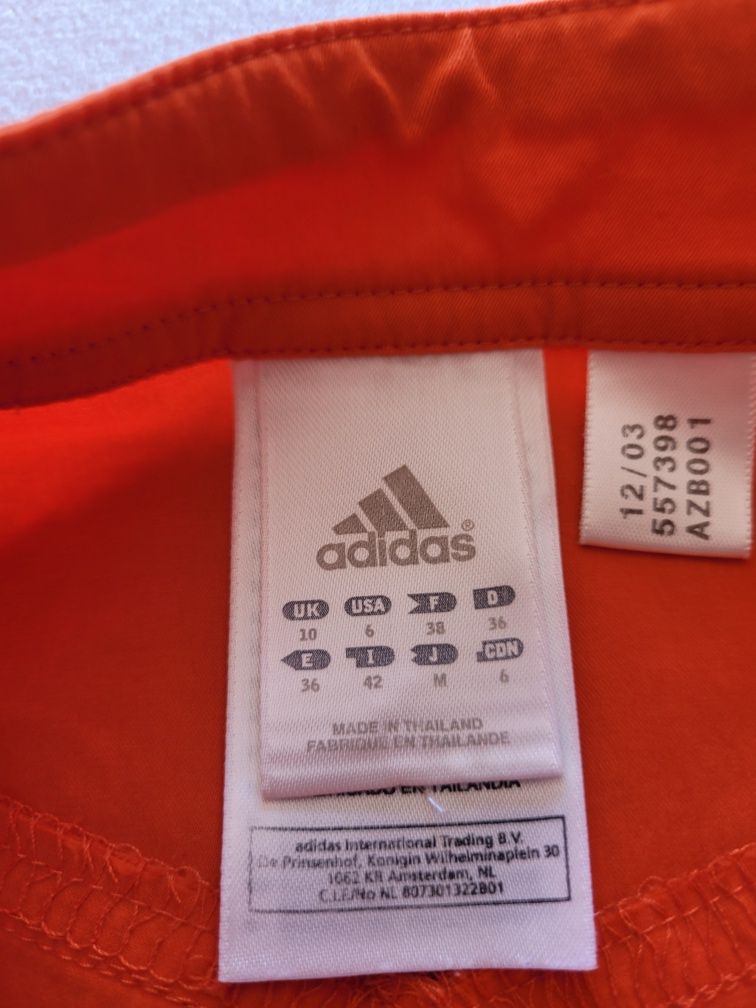 adidas®
UK USA F D
10 6 38 36
E I J CDN
36 42 M 6
MADE IN THAILAND
FABRIQUE EN THAILANDE
EN TAILANDIA
adidas International Trading B.V.
De Prinsenhof, Konigin Wilhelminaplein 30
1062 KR Amsterdam, NL
C.I.F./No NL 807301322B01
12/03
557398
AZB001